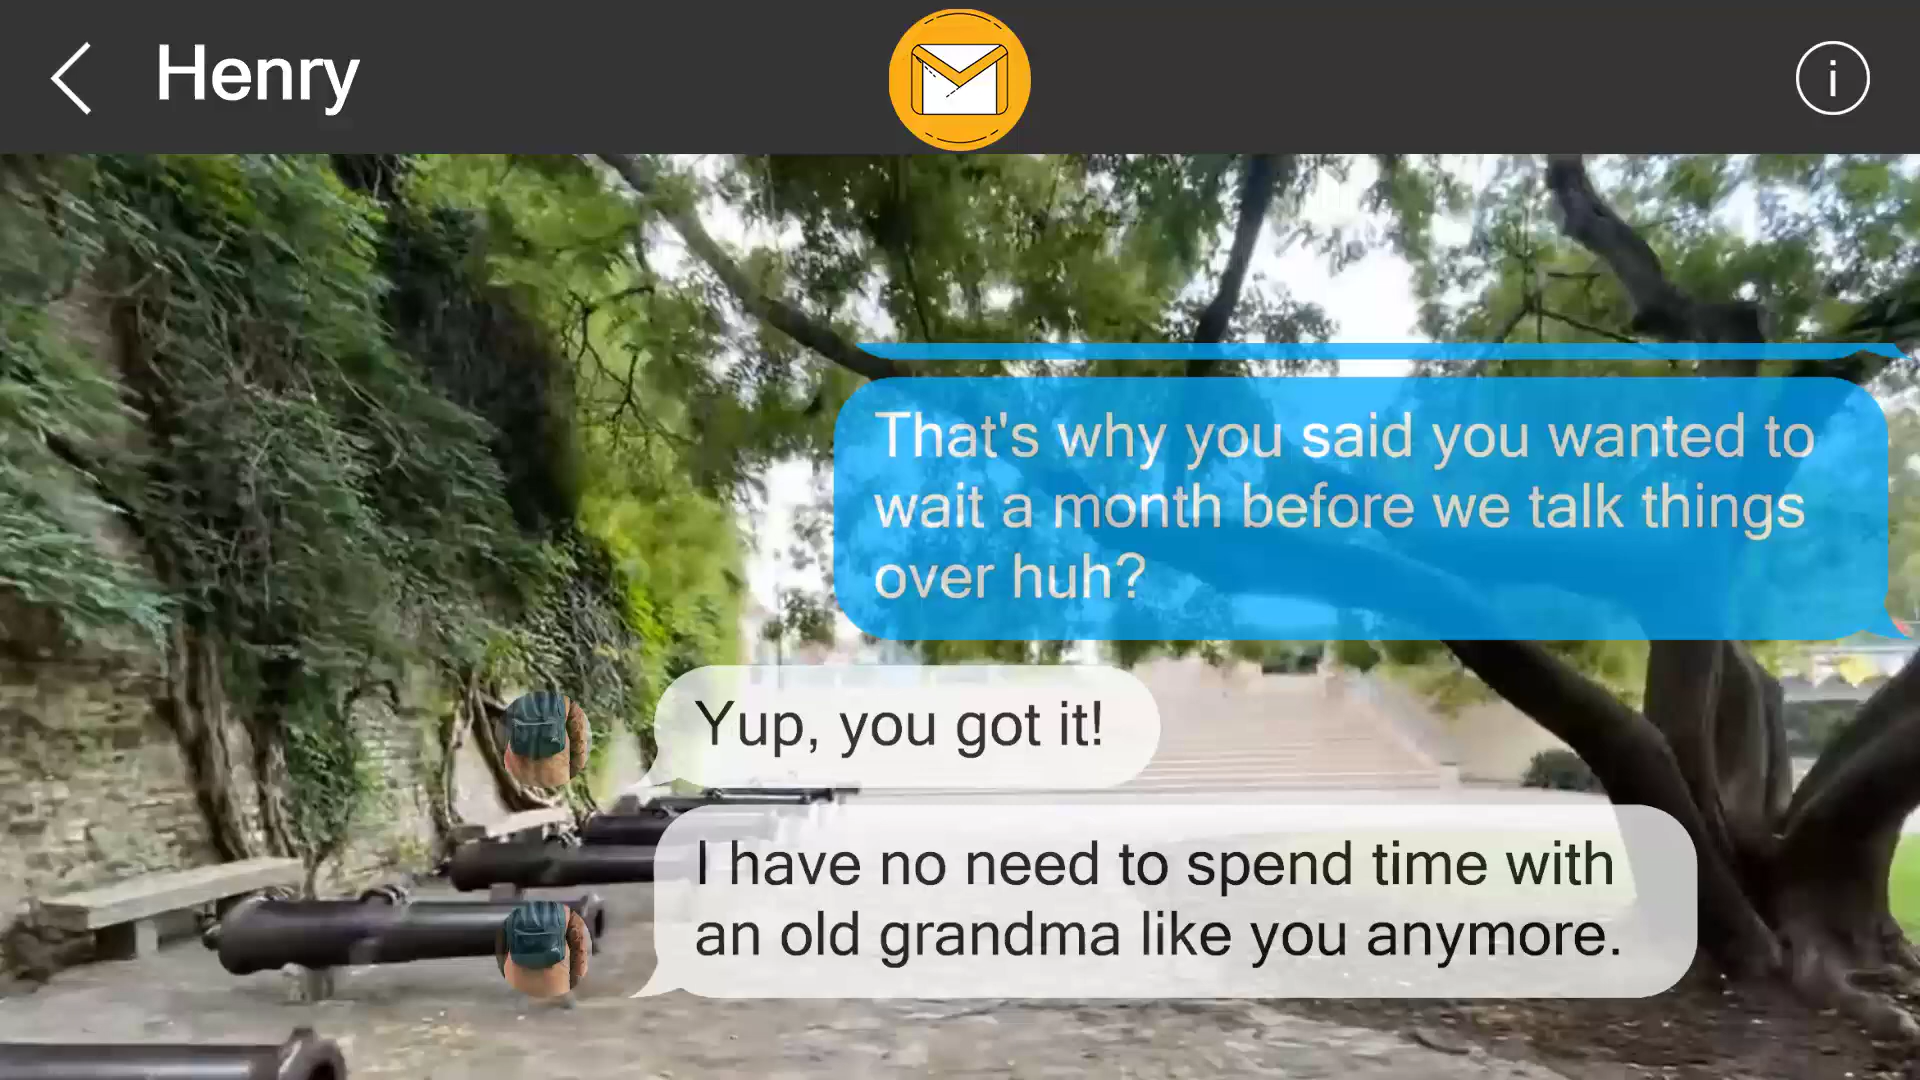 Henry
i
That's why you said you wanted to
wait a month before we talk things
over huh?
Yup, you got it!
I have no need to spend time with
an old grandma like you anymore.